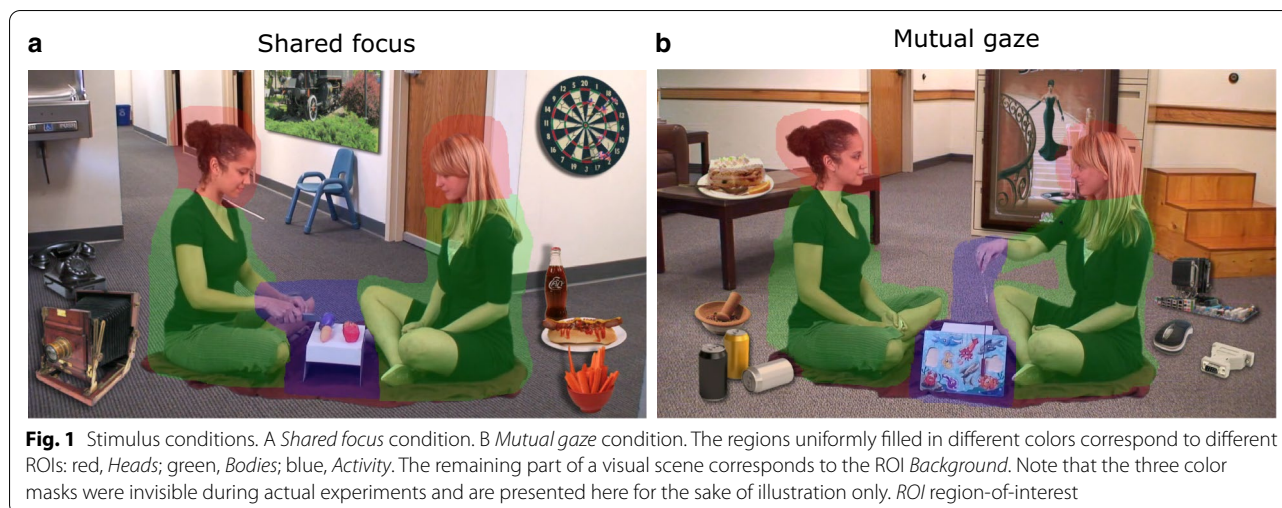 a
Shared focus
b
Mutual gaze
20
Fig. 1 Stimulus conditions. A Shared focus condition. B Mutual gaze condition. The regions uniformly filled in different colors correspond to different
ROIs: red, Heads; green, Bodies; blue, Activity. The remaining part of a visual scene corresponds to the ROI Background. Note that the three color
masks were invisible during actual experiments and are presented here for the sake of illustration only. ROI region-of-interest